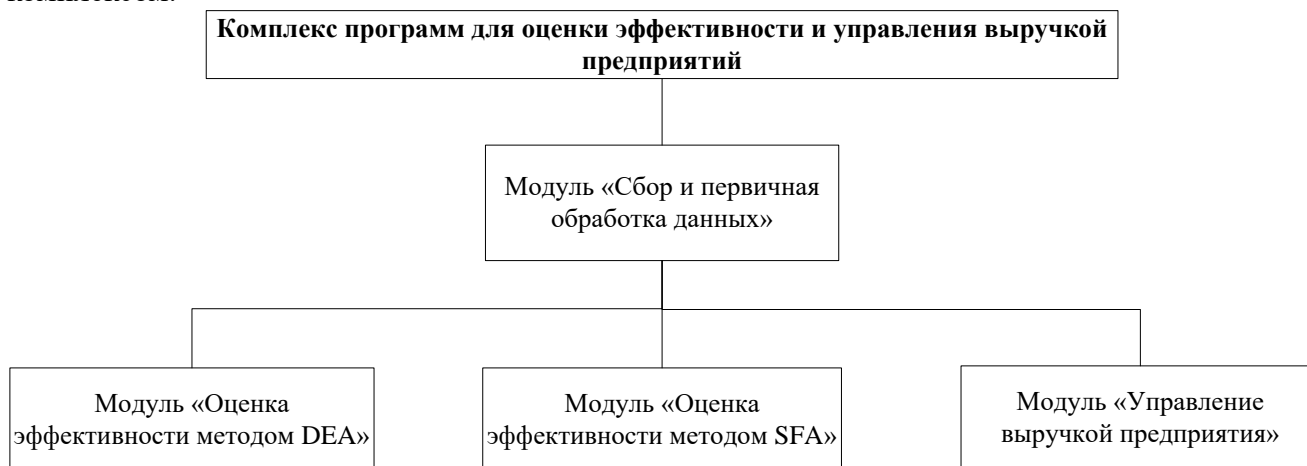 Комплекс программ для оценки эффективности и управления выручкой
предприятий
Модуль «Сбор и первичная
обработка данных»
Модуль «Оценка
эффективности методом DEA»
Модуль «Оценка
эффективности методом SFA»
Модуль «Управление
выручкой предприятия»